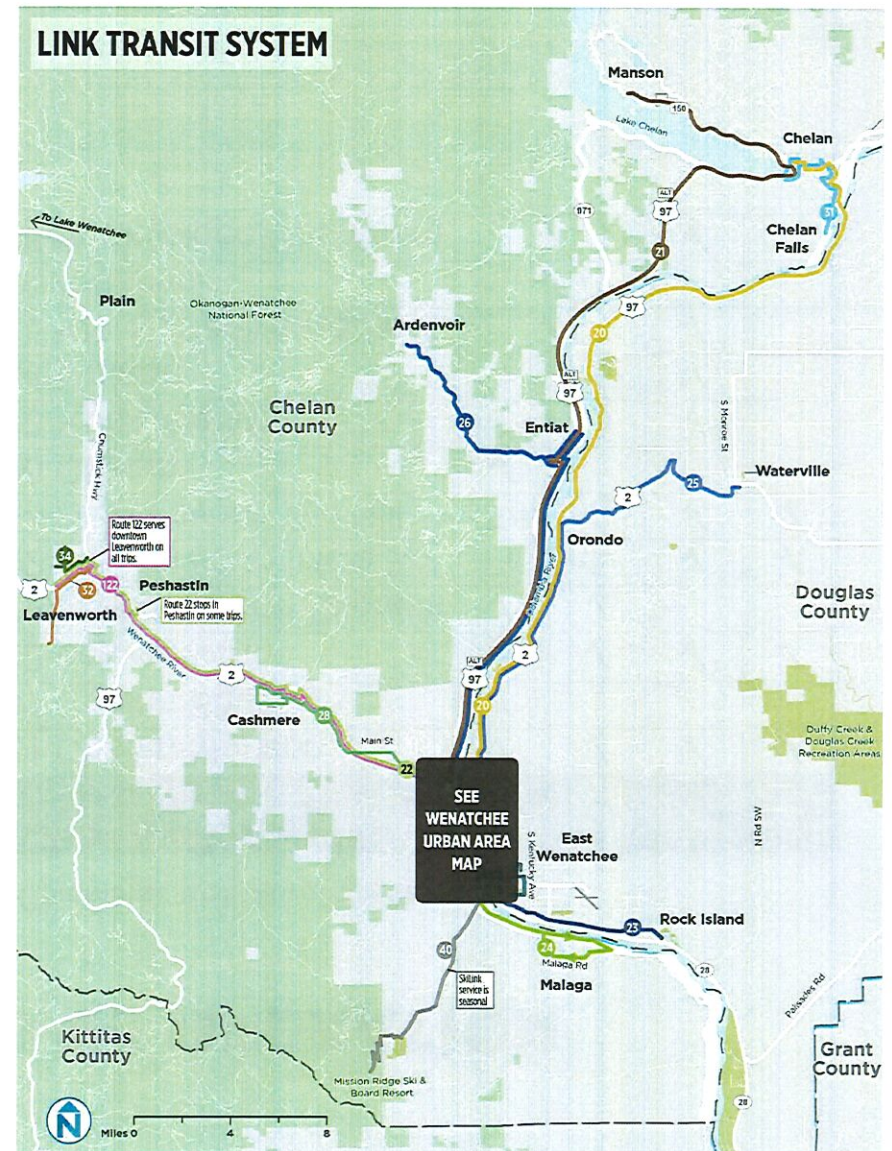 LINK TRANSIT SYSTEM
Manson
150
Lake Chelan
Chelan
ALT
97
971
31
Chelan
Falls
21
To Lake Wenatchee
Plain
Okanogan-Wenatchee
National Forest
97
20
Ardenvoir
ALT
97
Chelan
County
26
Entiat
S Monroe St
Waterville
25
2
Chumstick Hwy
Orondo
Route 122 serves
downtown
Leavenworth on
all trips.
34
122
Peshastin
2
32
Route 22 stops in
Peshastin on some trips.
Leavenworth
Columbia River
Douglas
County
Wenatchee River
2
2
ALT
97
97
20
Cashmere
28
Main St
22
Duffy Creek &
Douglas Creek
Recreation Areas
SEE
WENATCHEE
URBAN AREA
MAP
S Kentucky Ave
East
Wenatchee
Rock Island
23
24
40
Malaga Rd
Malaga
SkiLink
service is
seasonal
28
Palisades Rd
Kittitas
County
Grant
County
Mission Ridge Ski &
Board Resort
28
N
Miles 0
4
8